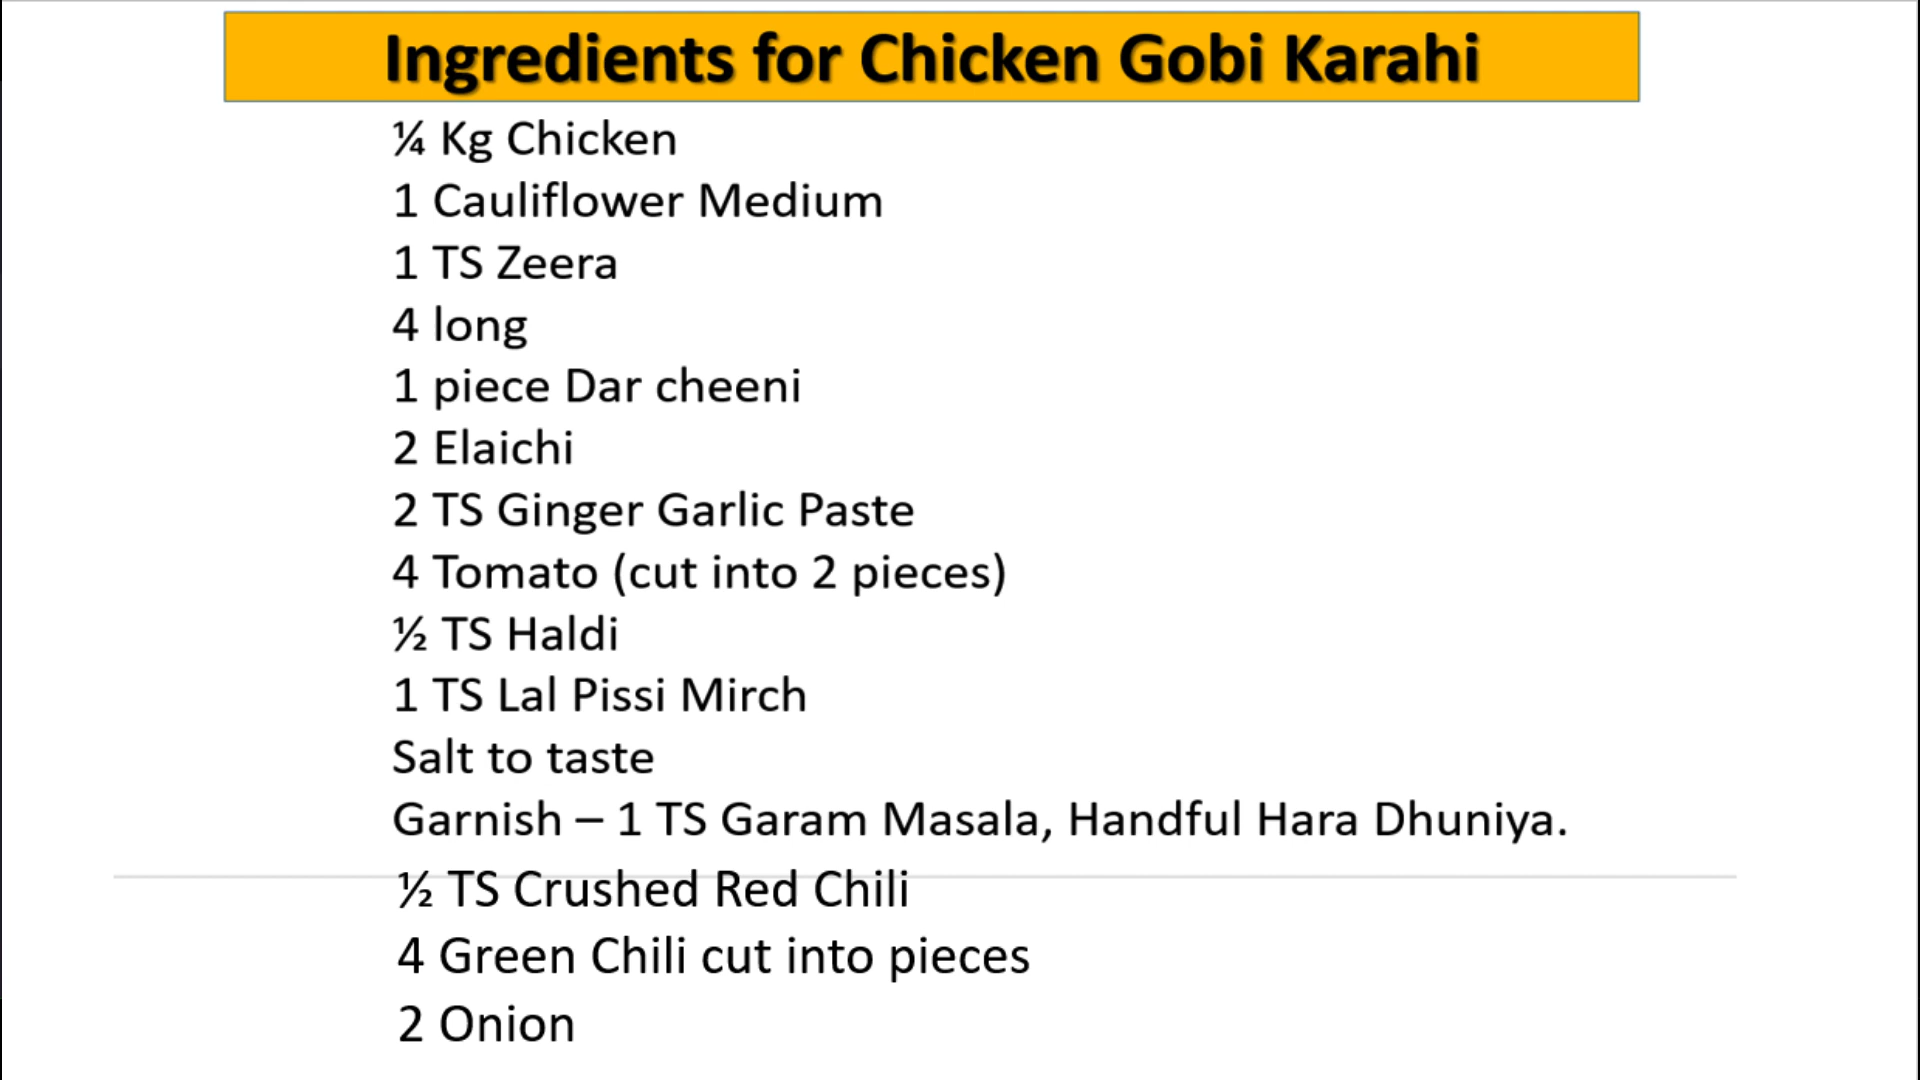 Ingredients for Chicken Gobi Karahi
¼ Kg Chicken
1 Cauliflower Medium
1 TS Zeera
4 long
1 piece Dar cheeni
2 Elaichi
2 TS Ginger Garlic Paste
4 Tomato (cut into 2 pieces)
½ TS Haldi
1 TS Lal Pissi Mirch
Salt to taste
Garnish – 1 TS Garam Masala, Handful Hara Dhuniya.
½ TS Crushed Red Chili
4 Green Chili cut into pieces
2 Onion